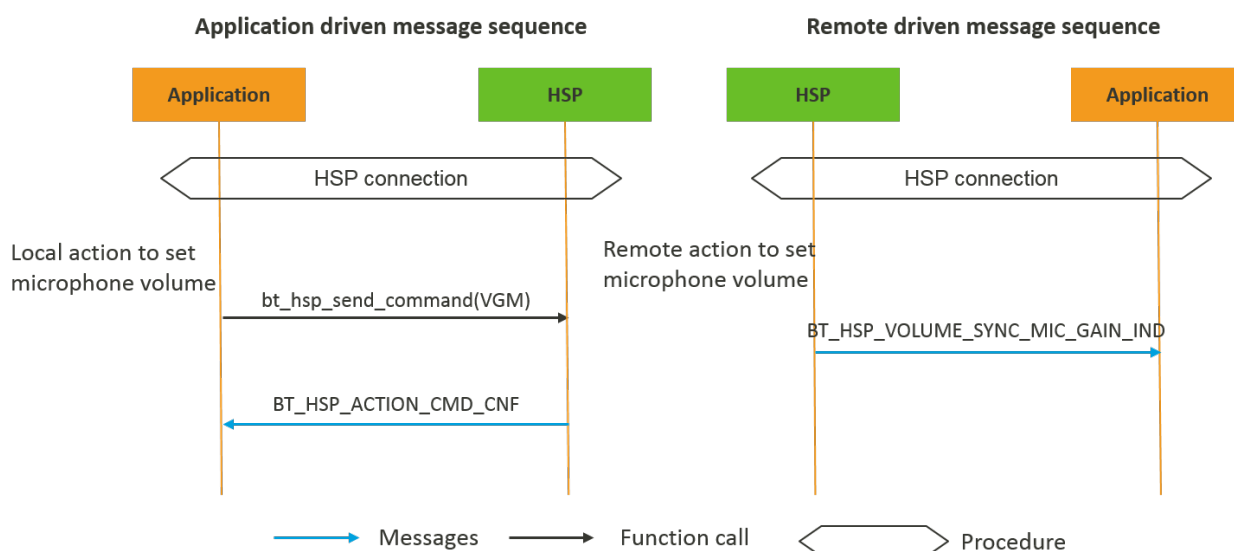 Application driven message sequence
Remote driven message sequence
Application
HSP
HSP
Application
HSP connection
HSP connection
Local action to set
microphone volume
Remote action to set
microphone volume
bt_hsp_send_command(VGM)
BT_HSP_VOLUME_SYNC_MIC_GAIN_IND
BT_HSP_ACTION_CMD_CNF
Messages
Function call
Procedure